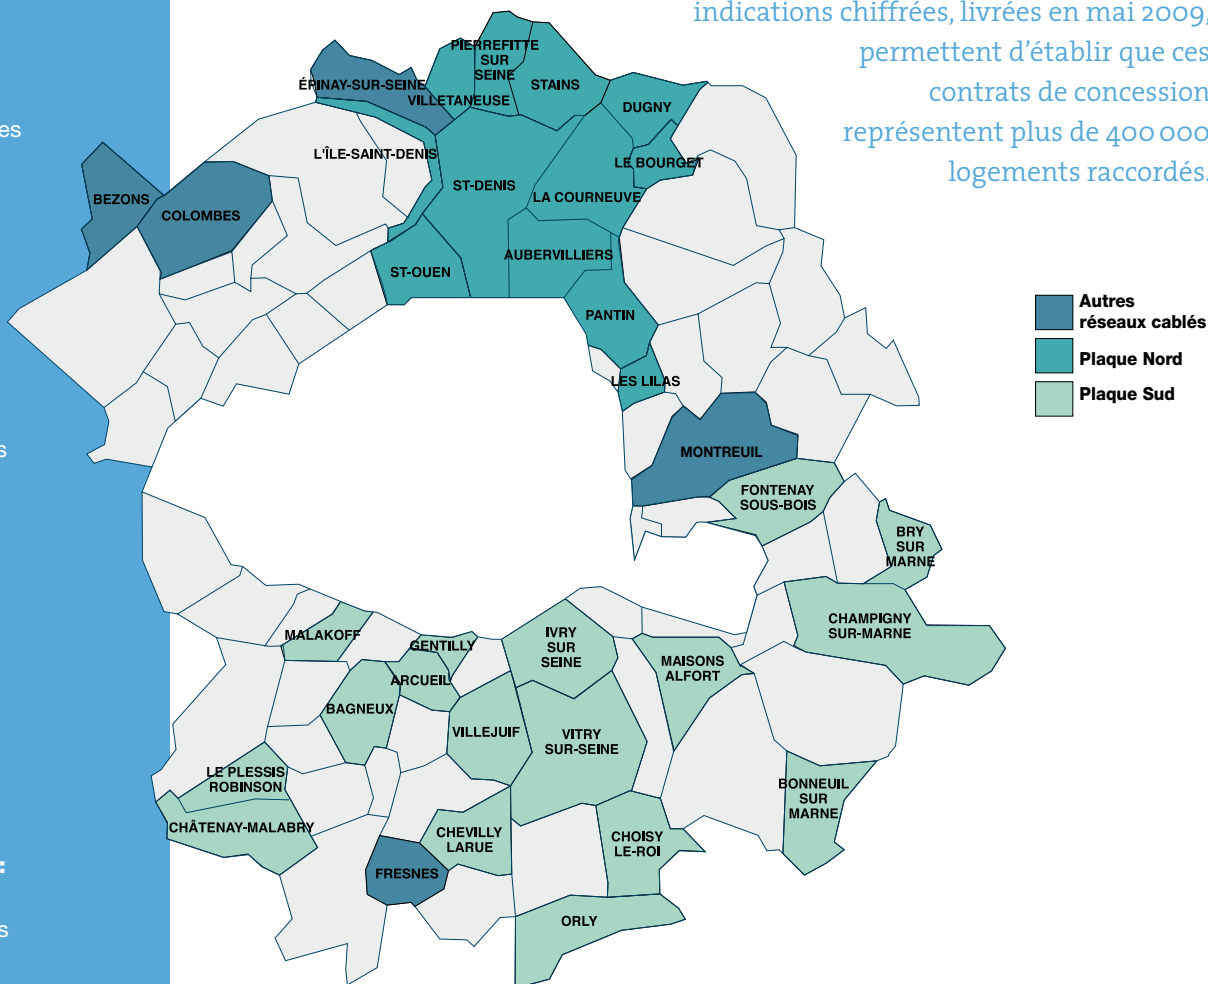 indications chiffrées, livrées en mai 2009,
permettent d'établir que ces
contrats de concession
représentent plus de 400 000
logements raccordés.
es
s
:
s
PIERREFITTE
SUR
SEINE
STAINS
ÉPINAY-SUR-SEINE
VILLETANEUSE
DUGNY
L'ÎLE-SAINT-DENIS
LE BOURGET
ST-DENIS
LA COURNEUVE
BEZONS
COLOMBES
AUBERVILLIERS
ST-OUEN
PANTIN
LES LILAS
Autres
réseaux cablés
Plaque Nord
Plaque Sud
MONTREUIL
FONTENAY
SOUS-BOIS
BRY
SUR
MARNE
CHAMPIGNY
SUR-MARNE
MALAKOFF
GENTILLY
IVRY
SUR
SEINE
MAISONS
ALFORT
ARCUEIL
BAGNEUX
VILLEJUIF
VITRY
SUR-SEINE
LE PLESSIS
ROBINSON
BONNEUIL
SUR
MARNE
CHÂTENAY-MALABRY
CHEVILLY
LARUE
CHOISY
LE-ROI
FRESNES
ORLY